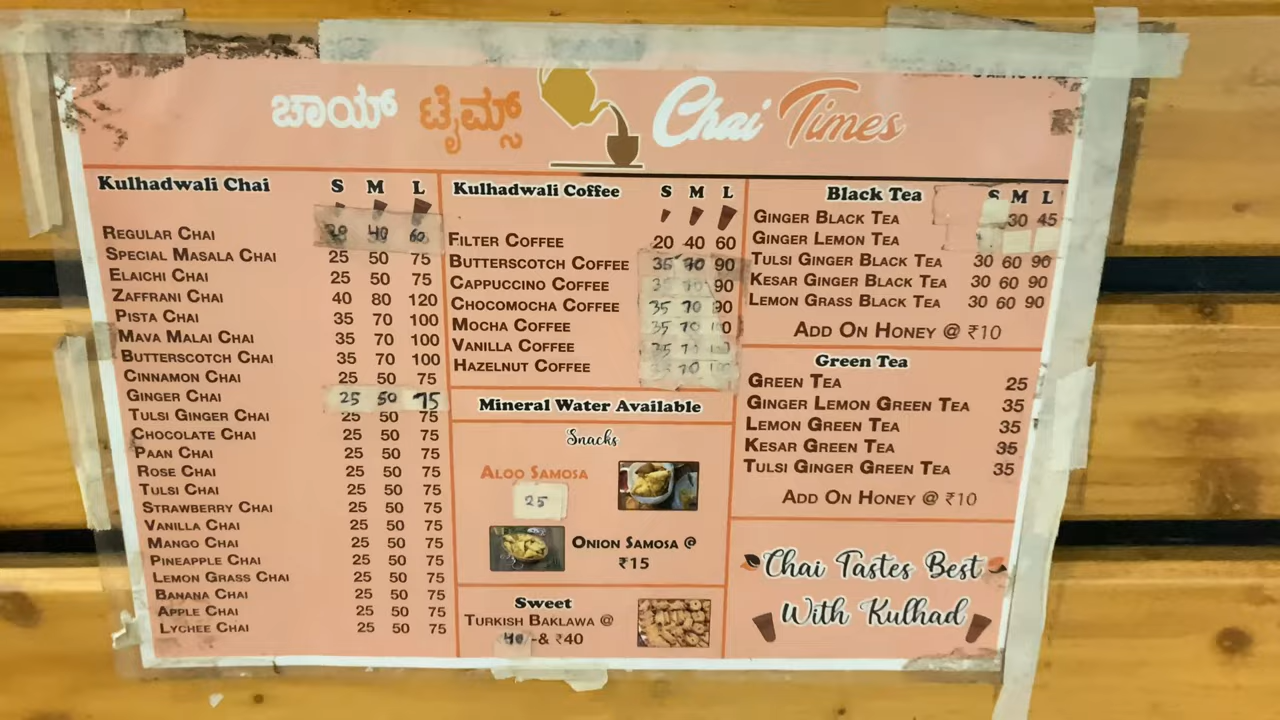 ಚಾಯ್ ಟೈಮ್ಸ್ Chai Times
Kulhadwali Chai S M L
REGULAR CHAI 20 40 60
SPECIAL MASALA CHAI 25 50 75
ELAICHI CHAI 25 50 75
ZAFFRANI CHAI 40 80 120
PISTA CHAI 35 70 100
MAVA MALAI CHAI 35 70 100
BUTTERSCOTCH CHAI 35 70 100
CINNAMON CHAI 25 50 75
GINGER CHAI 25 50 75
TULSI GINGER CHAI 25 50 75
CHOCOLATE CHAI 25 50 75
PAAN CHAI 25 50 75
ROSE CHAI 25 50 75
TULSI CHAI 25 50 75
STRAWBERRY CHAI 25 50 75
VANILLA CHAI 25 50 75
MANGO CHAI 25 50 75
PINEAPPLE CHAI 25 50 75
LEMON GRASS CHAI 25 50 75
BANANA CHAI 25 50 75
APPLE CHAI 25 50 75
LYCHEE CHAI 25 50 75
Kulhadwali Coffee S M L
FILTER COFFEE 20 40 60
BUTTERSCOTCH COFFEE 35 70 90
CAPPUCCINO COFFEE 70 90
CHOCOMOCHA COFFEE 35 70 90
MOCHA COFFEE 35 70
VANILLA COFFEE 35
HAZELNUT COFFEE 70
Mineral Water Available
Snacks
ALOO SAMOSA
25
ONION SAMOSA @
₹15
Sweet
TURKISH BAKLAWA @
40 -& ₹40
Black Tea S M L
GINGER BLACK TEA 30 45
GINGER LEMON TEA
TULSI GINGER BLACK TEA 30 60 90
KESAR GINGER BLACK TEA 30 60 90
LEMON GRASS BLACK TEA 30 60 90
ADD ON HONEY @ ₹10
Green Tea
GREEN TEA 25
GINGER LEMON GREEN TEA 35
LEMON GREEN TEA 35
KESAR GREEN TEA 35
TULSI GINGER GREEN TEA 35
ADD ON HONEY @ ₹10
Chai Tastes Best
With Kulhad